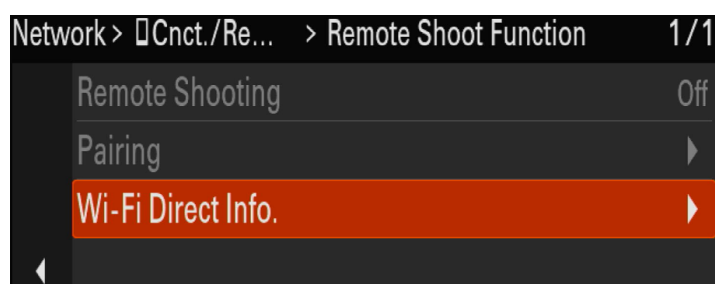 Network > Cnct./Re... > Remote Shoot Function 1/1
Remote Shooting Off
Pairing
Wi-Fi Direct Info.